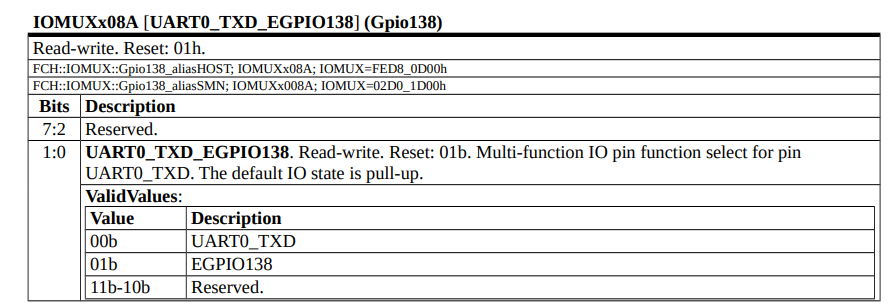 IOMUXx08A [UART0_TXD_EGPIO138] (Gpio138)
Read-write. Reset: 01h.
FCH::IOMUX::Gpio138_aliasHOST; IOMUXx08A; IOMUX=FED8_0D00h
FCH::IOMUX::Gpio138_aliasSMN; IOMUXx008A; IOMUX=02D0_1D00h
Bits Description
7:2 Reserved.
1:0 UART0_TXD_EGPIO138. Read-write. Reset: 01b. Multi-function IO pin function select for pin
UART0_TXD. The default IO state is pull-up.
ValidValues:
Value Description
00b UART0_TXD
01b EGPIO138
11b-10b Reserved.